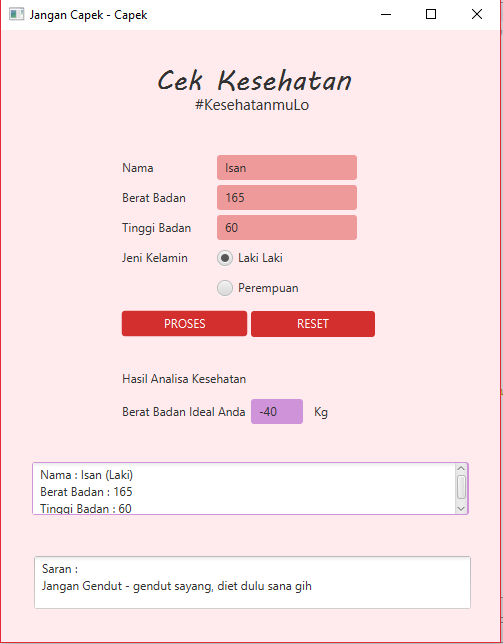 Jangan Capek - Capek
Cek Kesehatan
#KesehatanmuLo
Nama Isan
Berat Badan 165
Tinggi Badan 60
Jeni Kelamin Laki Laki
Perempuan
PROSES RESET
Hasil Analisa Kesehatan
Berat Badan Ideal Anda -40 Kg
Nama : Isan (Laki)
Berat Badan : 165
Tinggi Badan : 60
Saran :
Jangan Gendut - gendut sayang, diet dulu sana gih